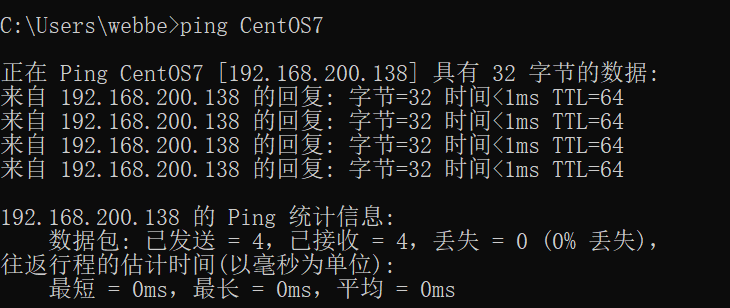 C:\Users\webbe>ping CentOS7
正在 Ping CentOS7 [192.168.200.138] 具有 32 字节的数据:
来自 192.168.200.138 的回复: 字节=32 时间<1ms TTL=64
来自 192.168.200.138 的回复: 字节=32 时间<1ms TTL=64
来自 192.168.200.138 的回复: 字节=32 时间<1ms TTL=64
来自 192.168.200.138 的回复: 字节=32 时间<1ms TTL=64
192.168.200.138 的 Ping 统计信息:
数据包: 已发送 = 4，已接收 = 4，丢失 = 0 (0% 丢失)，
往返行程的估计时间(以毫秒为单位):
最短 = 0ms，最长 = 0ms，平均 = 0ms